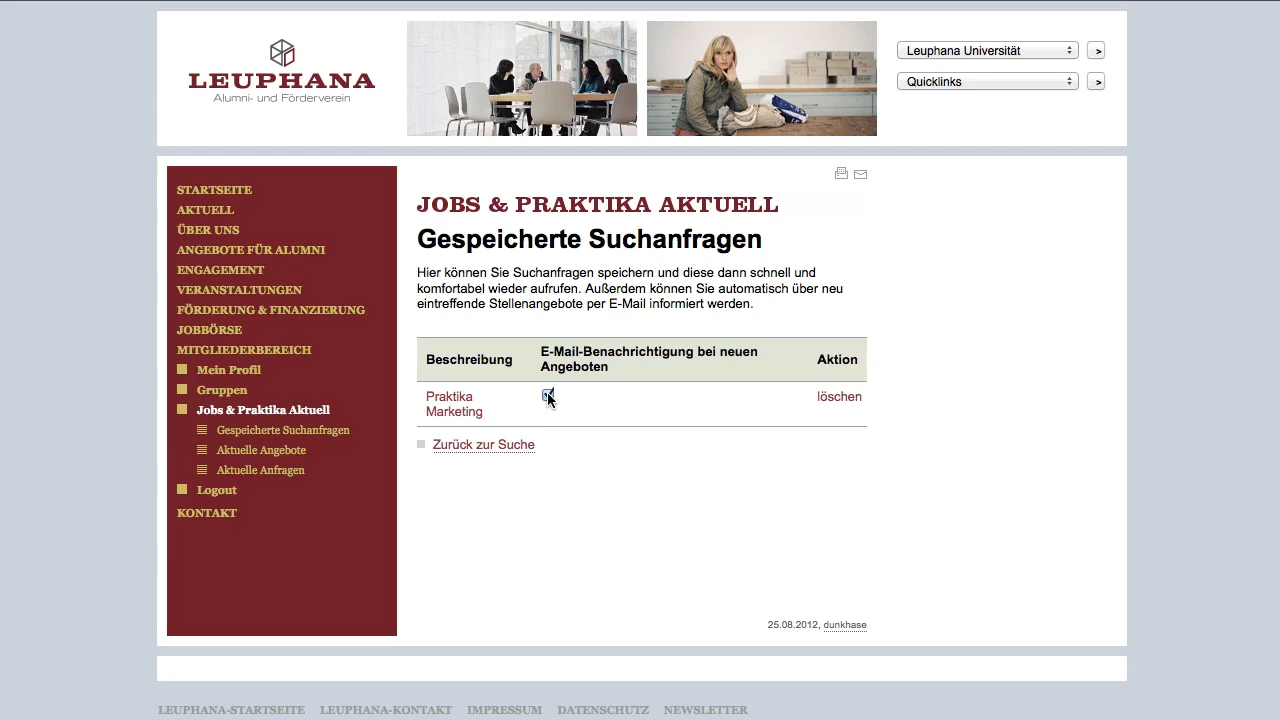 LEUPHANA
Alumni- und Förderverein
Leuphana Universität
>
Quicklinks
>
STARTSEITE
AKTUELL
ÜBER UNS
ANGEBOTE FÜR ALUMNI
ENGAGEMENT
VERANSTALTUNGEN
FÖRDERUNG & FINANZIERUNG
JOBBÖRSE
MITGLIEDERBEREICH
Mein Profil
Gruppen
Jobs & Praktika Aktuell
Gespeicherte Suchanfragen
Aktuelle Angebote
Aktuelle Anfragen
Logout
KONTAKT
JOBS & PRAKTIKA AKTUELL
Gespeicherte Suchanfragen
Hier können Sie Suchanfragen speichern und diese dann schnell und
komfortabel wieder aufrufen. Außerdem können Sie automatisch über neu
eintreffende Stellenangebote per E-Mail informiert werden.
Beschreibung
E-Mail-Benachrichtigung bei neuen
Angeboten
Aktion
Praktika
Marketing
löschen
Zurück zur Suche
25.08.2012, dunkhase
LEUPHANA-STARTSEITE LEUPHANA-KONTAKT IMPRESSUM DATENSCHUTZ NEWSLETTER